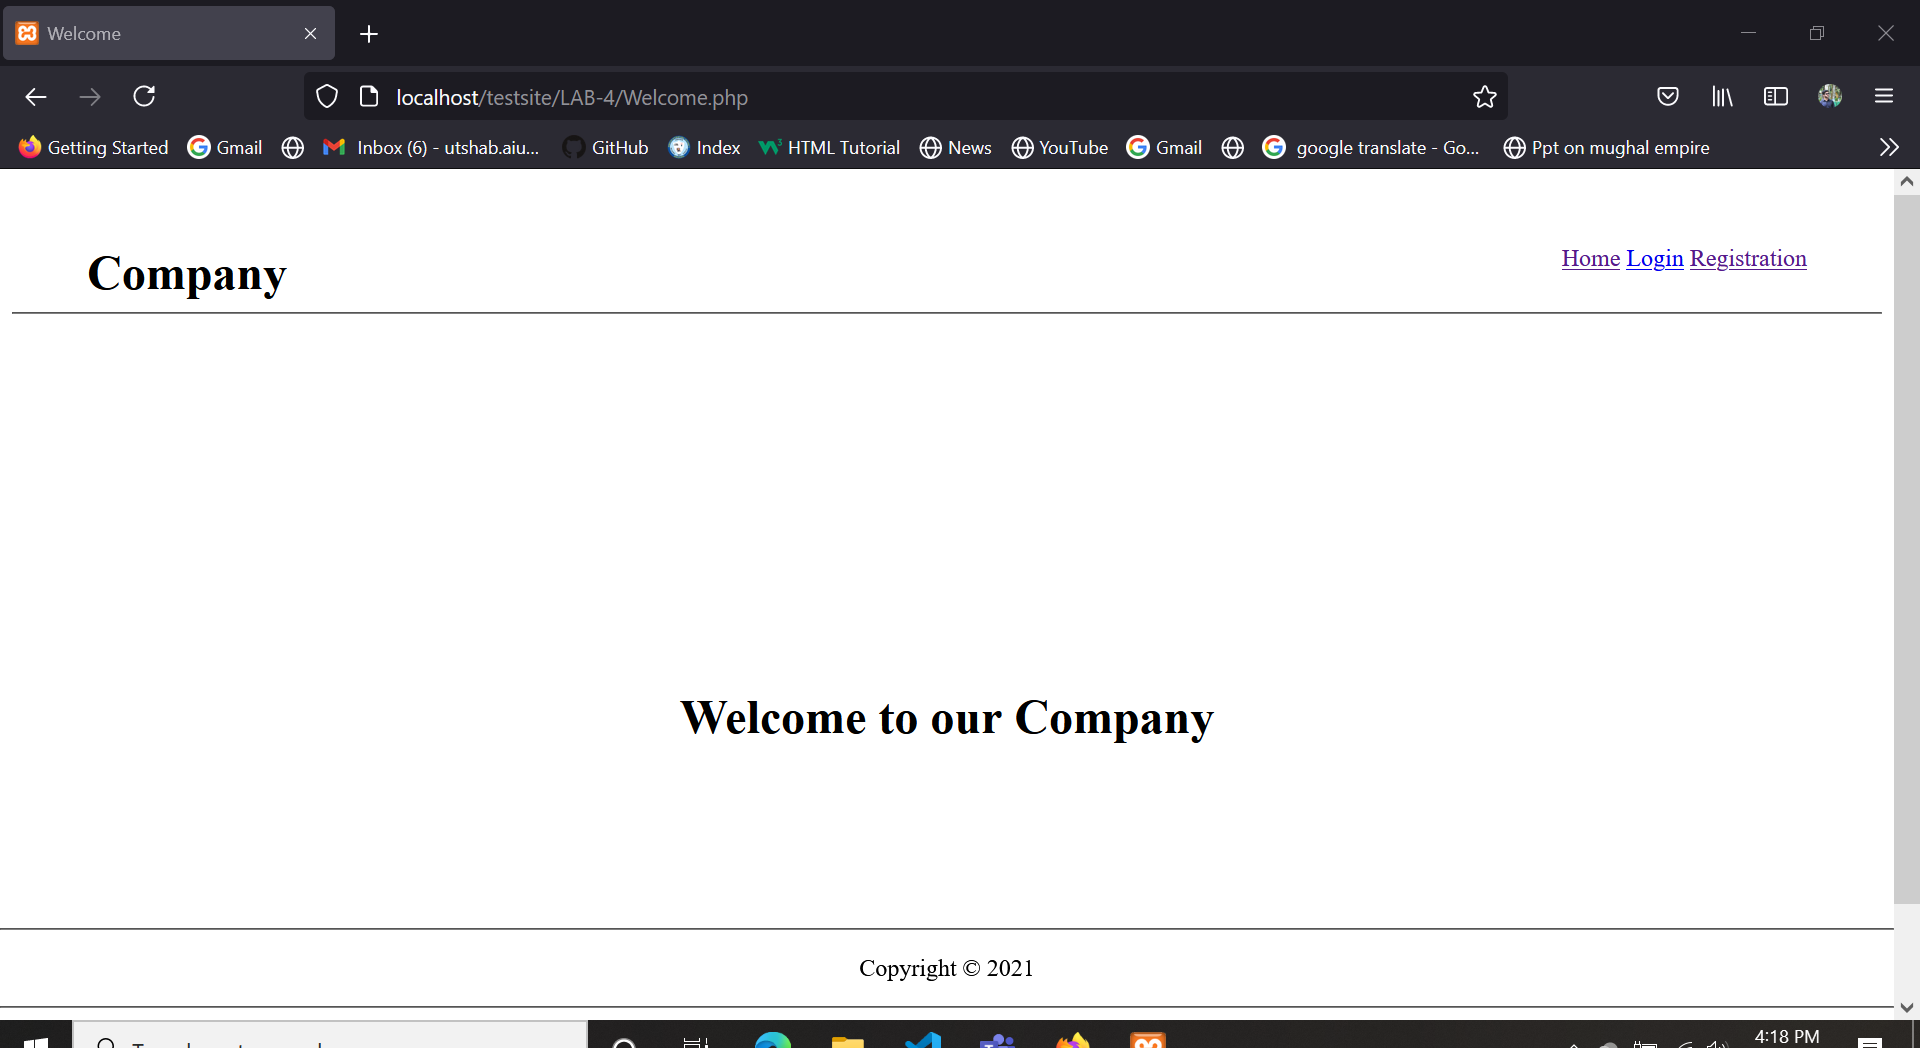 Welcome
localhost/testsite/LAB-4/Welcome.php
Getting Started Gmail Inbox (6) - utshab.aiu... GitHub Index HTML Tutorial News YouTube Gmail google translate - Go... Ppt on mughal empire
Company
Home Login Registration
Welcome to our Company
Copyright © 2021
4:18 PM